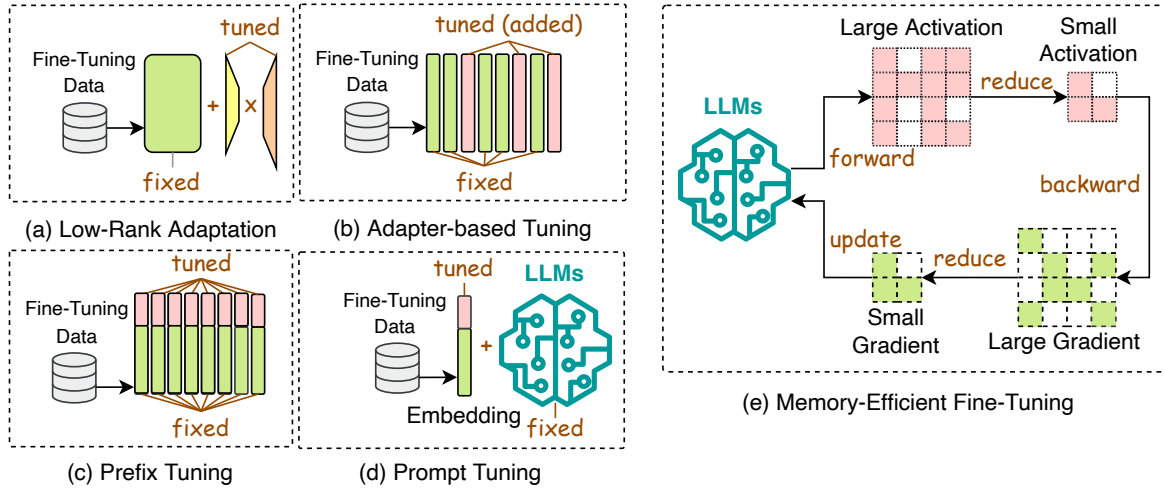 tuned
Fine-Tuning
Data
+
x
fixed
(a) Low-Rank Adaptation
tuned (added)
Fine-Tuning
Data
fixed
(b) Adapter-based Tuning
tuned
Fine-Tuning
Data
fixed
(c) Prefix Tuning
tuned
LLMs
Fine-Tuning
Data
+
Embedding
fixed
(d) Prompt Tuning
Large Activation
Small
Activation
reduce
LLMs
forward
backward
update
reduce
Small
Gradient
Large Gradient
(e) Memory-Efficient Fine-Tuning